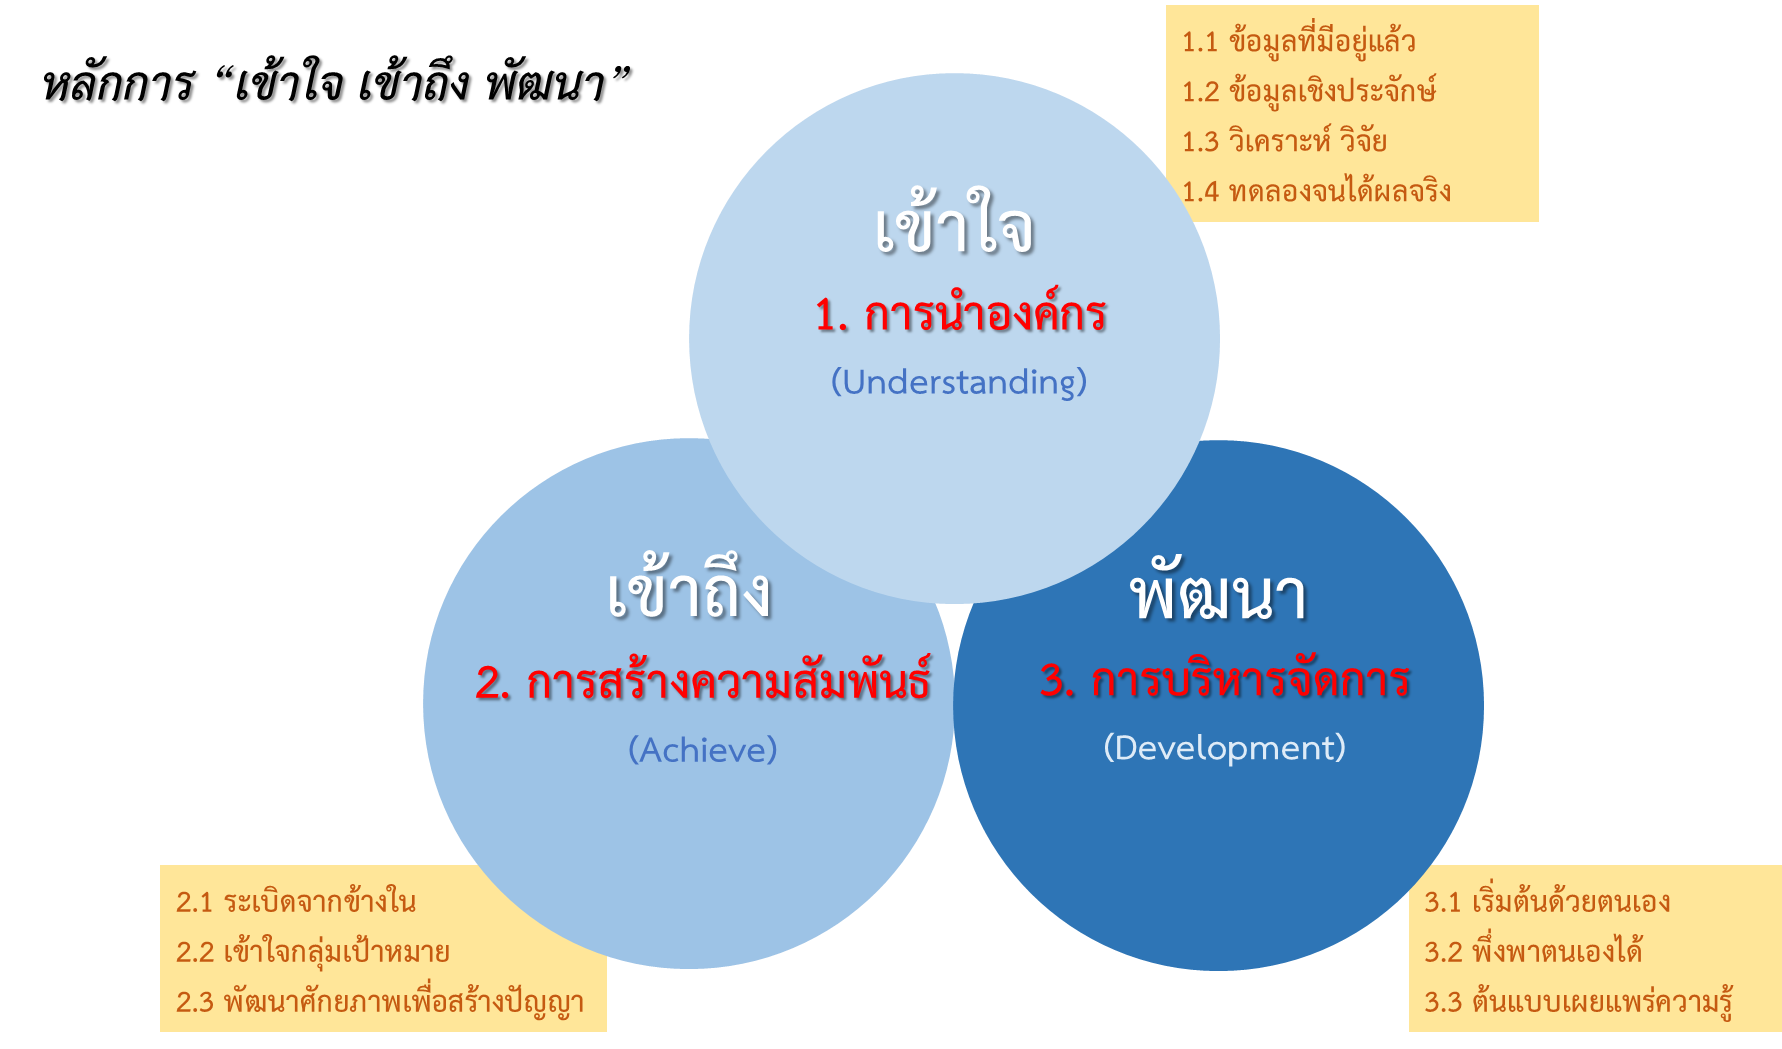 หลักการ “เข้าใจ เข้าถึง พัฒนา”
1.1 ข้อมูลที่มีอยู่แล้ว
1.2 ข้อมูลเชิงประจักษ์
1.3 วิเคราะห์ วิจัย
1.4 ทดลองจนได้ผลจริง
เข้าใจ
1. การนำองค์กร
(Understanding)
เข้าถึง
2. การสร้างความสัมพันธ์
(Achieve)
พัฒนา
3. การบริหารจัดการ
(Development)
2.1 ระเบิดจากข้างใน
2.2 เข้าใจกลุ่มเป้าหมาย
2.3 พัฒนาศักยภาพเพื่อสร้างปัญญา
3.1 เริ่มต้นด้วยตนเอง
3.2 พึ่งพาตนเองได้
3.3 ต้นแบบเผยแพร่ความรู้